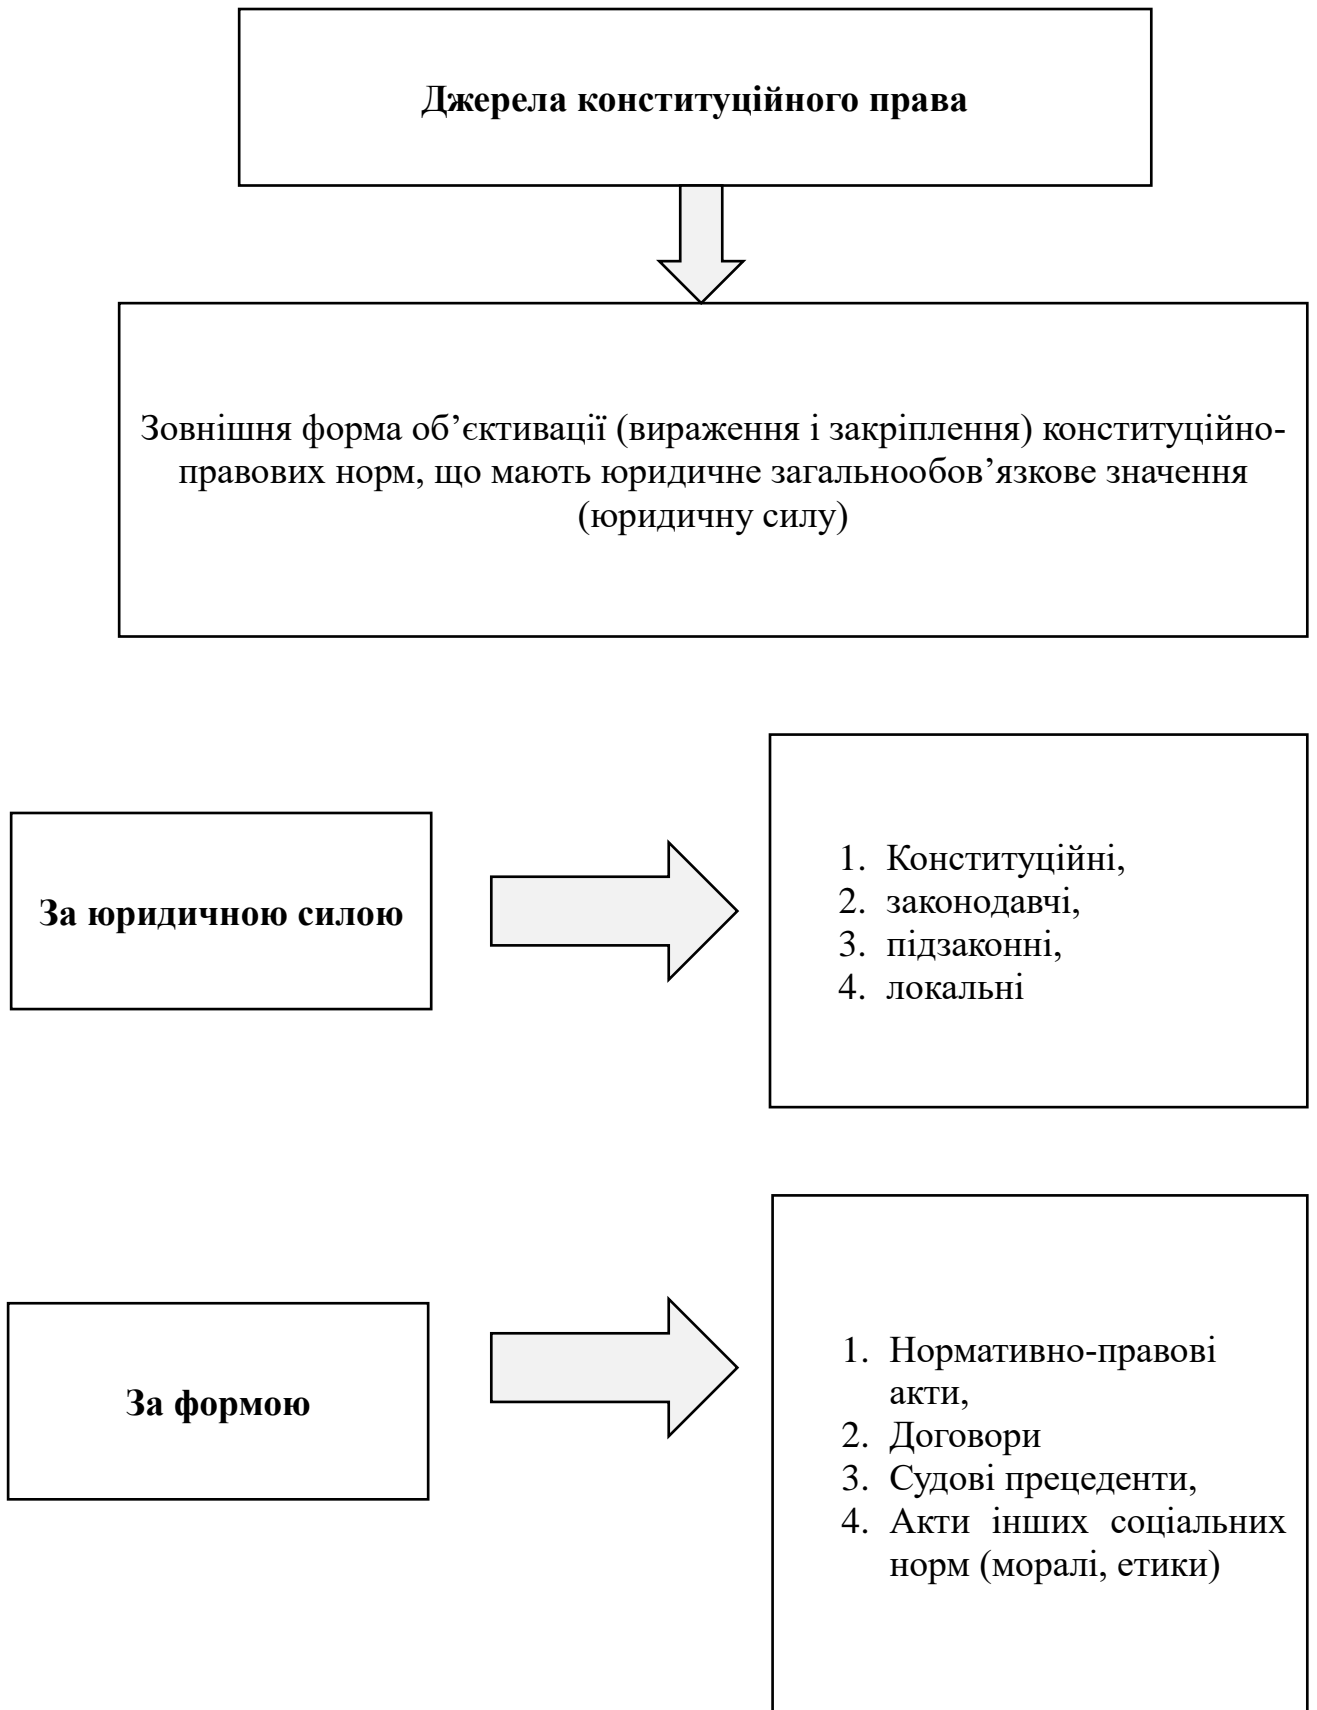 Джерела конституційного права
Зовнішня форма об’єктивації (вираження і закріплення) конституційно-
правових норм, що мають юридичне загальнообов’язкове значення
(юридичну силу)
За юридичною силою
1. Конституційні,
2. законодавчі,
3. підзаконні,
4. локальні
За формою
1. Нормативно-правові
акти,
2. Договори
3. Судові прецеденти,
4. Акти інших соціальних
норм (моралі, етики)